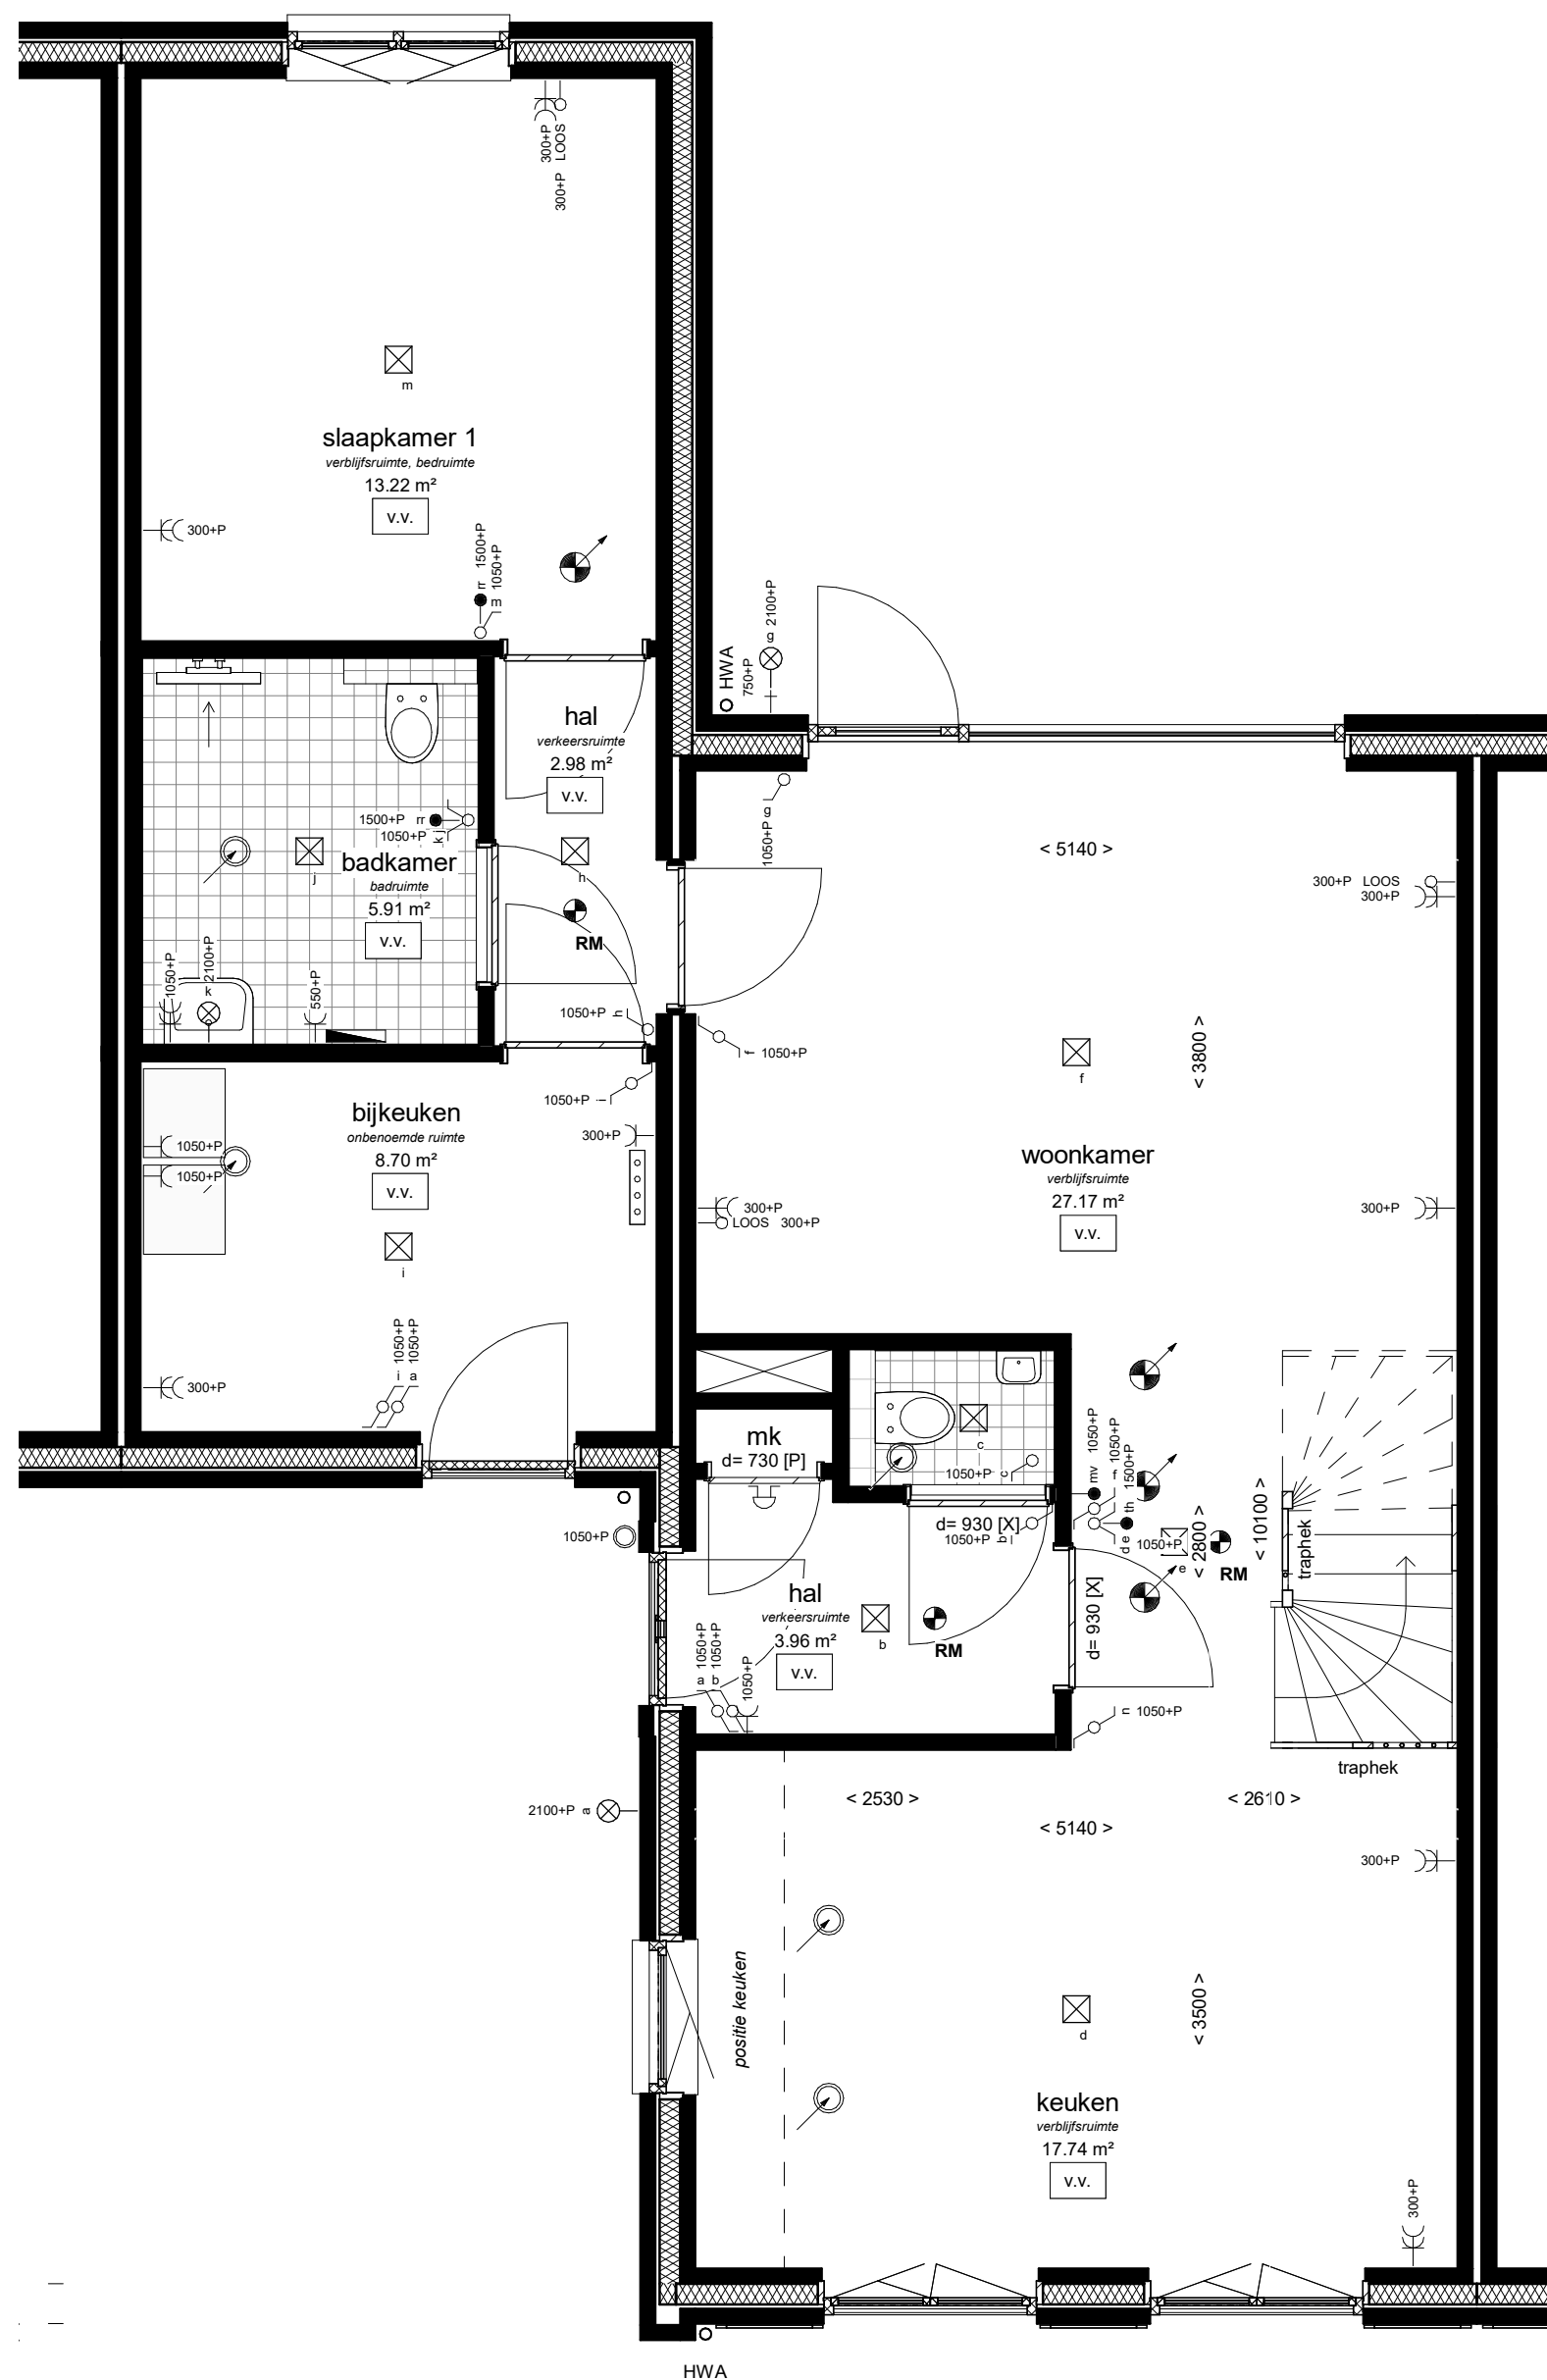 300+P
LOOS
300+P
m
slaapkamer 1
verblijfsruimte, bedruimte
13.22 m²
v.v.
300+P
rr 1500+P
m 1050+P
HWA
750+P
g 2100+P
hal
verkeersruimte
2.98 m²
v.v.
1500+P rr
1050+P
k j
j
badkamer
badruimte
5.91 m²
v.v.
h
RM
1050+P
k 2100+P
550+P
1050+P h
1050+P g
< 5140 >
300+P LOOS
300+P
f 1050+P
f
< 3800 >
1050+P i
bijkeuken
onbenoemde ruimte
8.70 m²
v.v.
1050+P
1050+P
300+P
i
woonkamer
verblijfsruimte
27.17 m²
v.v.
300+P
LOOS 300+P
300+P
i 1050+P
a 1050+P
300+P
mk
d= 730 [P]
c
1050+P c
mv 1050+P
f 1050+P
th 1500+P
d e 1050+P
e
< 2800 >
< 10100 >
traphek
RM
1050+P
d= 930 [X]
1050+P b
hal
verkeersruimte
3.96 m²
v.v.
b
RM
d= 930 [X]
a 1050+P
b 1050+P
1050+P
n 1050+P
traphek
2100+P a
< 2530 >
< 2610 >
< 5140 >
300+P
positie keuken
d
< 3500 >
keuken
verblijfsruimte
17.74 m²
v.v.
300+P
HWA